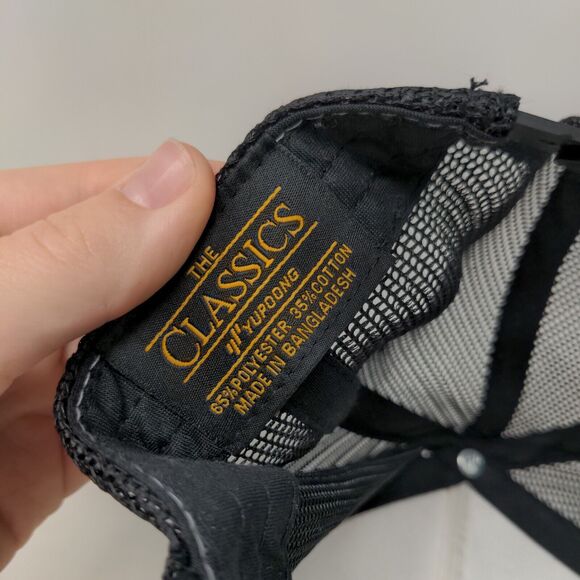 THE
CLASSICS
YUPOONG
65% POLYESTER, 35% COTTON
MADE IN BANGLADESH